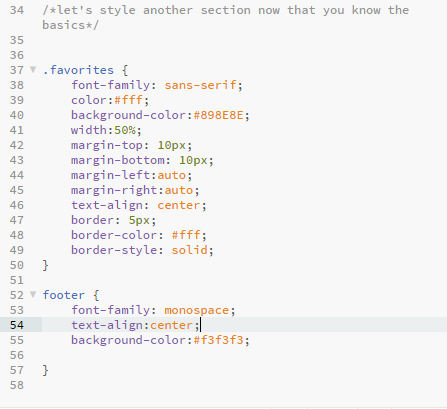 34 /*let's style another section now that you know the
basics*/
35
36
37 .favorites {
38 font-family: sans-serif;
39 color:#fff;
40 background-color:#898E8E;
41 width:50%;
42 margin-top: 10px;
43 margin-bottom: 10px;
44 margin-left:auto;
45 margin-right:auto;
46 text-align: center;
47 border: 5px;
48 border-color: #fff;
49 border-style: solid;
50 }
51
52 footer {
53 font-family: monospace;
54 text-align:center;
55 background-color:#f3f3f3;
56
57 }
58